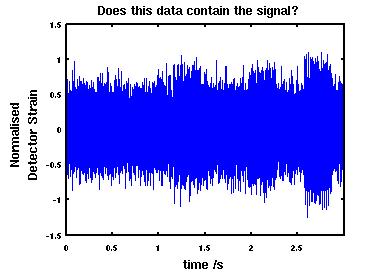 Does this data contain the signal?
1.5
1
0.5
0
-0.5
-1
-1.5
Normalised
Detector Strain
0 0.5 1 1.5 2 2.5
time /s